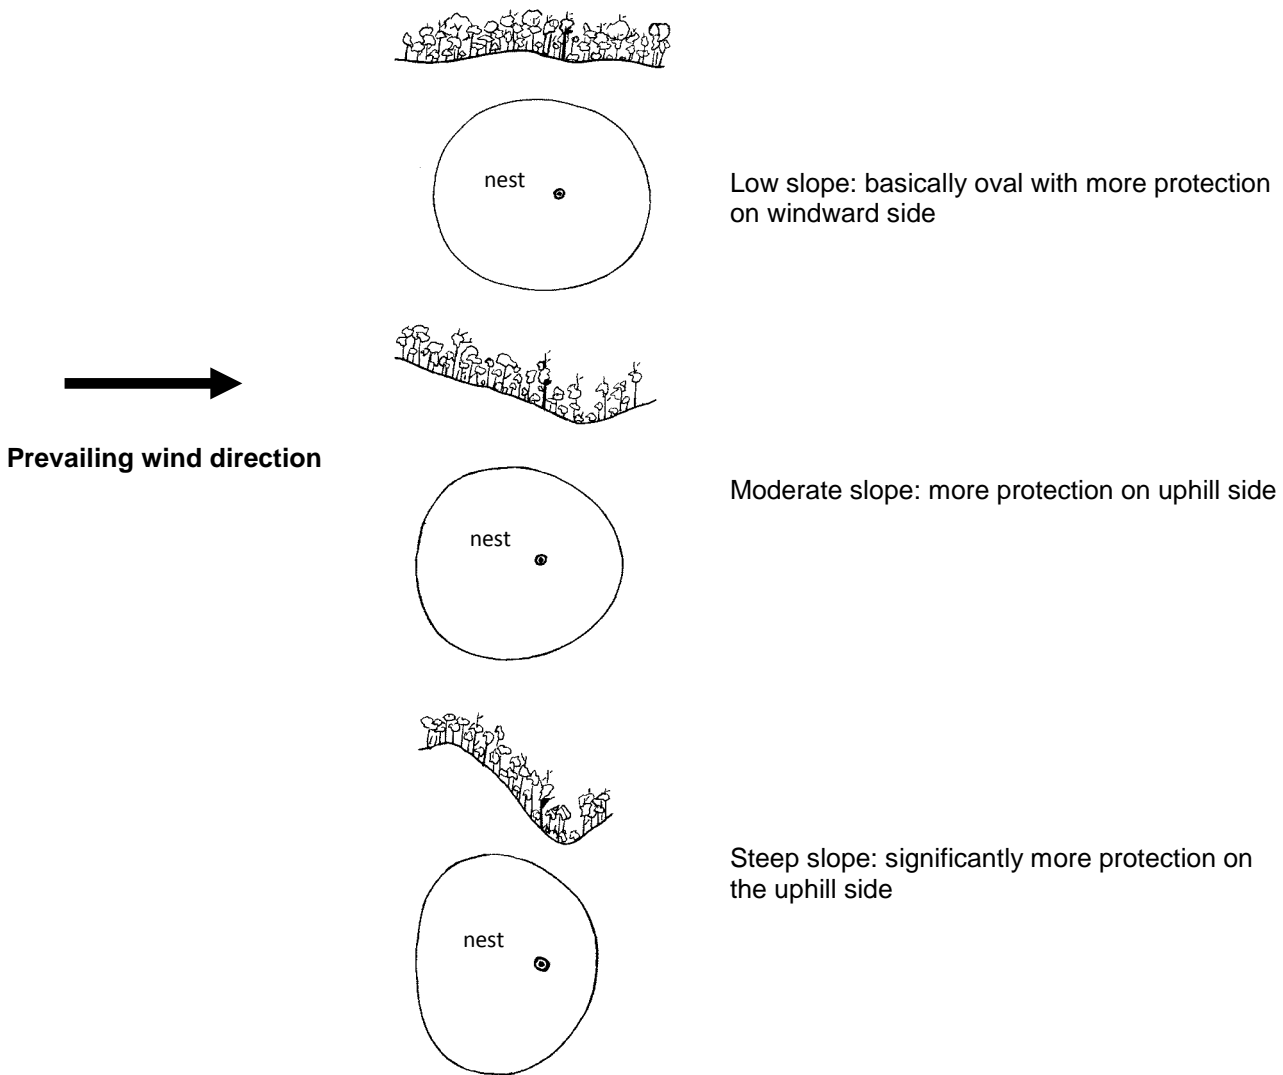 nest
Low slope: basically oval with more protection
on windward side
Prevailing wind direction
nest
Moderate slope: more protection on uphill side
nest
Steep slope: significantly more protection on
the uphill side